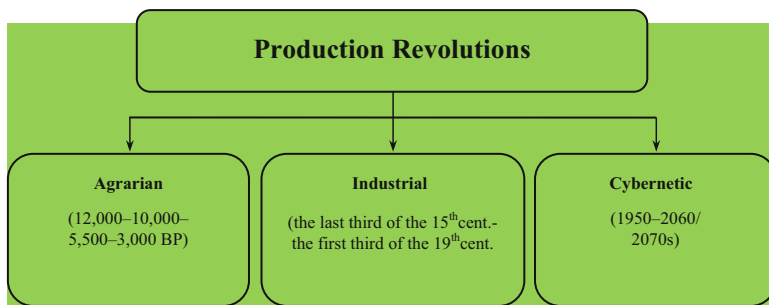 Production Revolutions
Agrarian
(12,000–10,000–
5,500–3,000 BP)
Industrial
(the last third of the 15thcent.-
the first third of the 19thcent.
Cybernetic
(1950–2060/
2070s)